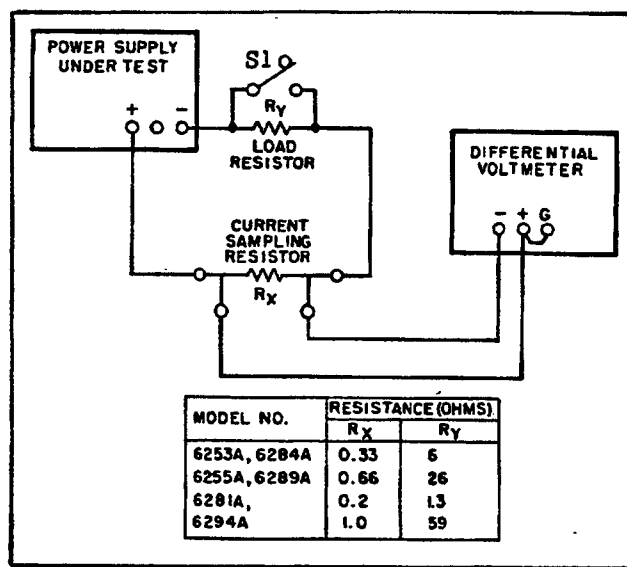 POWER SUPPLY
UNDER TEST
+ -
S1
RY
LOAD
RESISTOR
DIFFERENTIAL
VOLTMETER
- + G
CURRENT
SAMPLING
RESISTOR
RX
MODEL NO. RESISTANCE (OHMS)
RX RY
6253A, 6284A 0.33 6
6255A, 6289A 0.66 26
6281A, 0.2 1.3
6294A 1.0 59